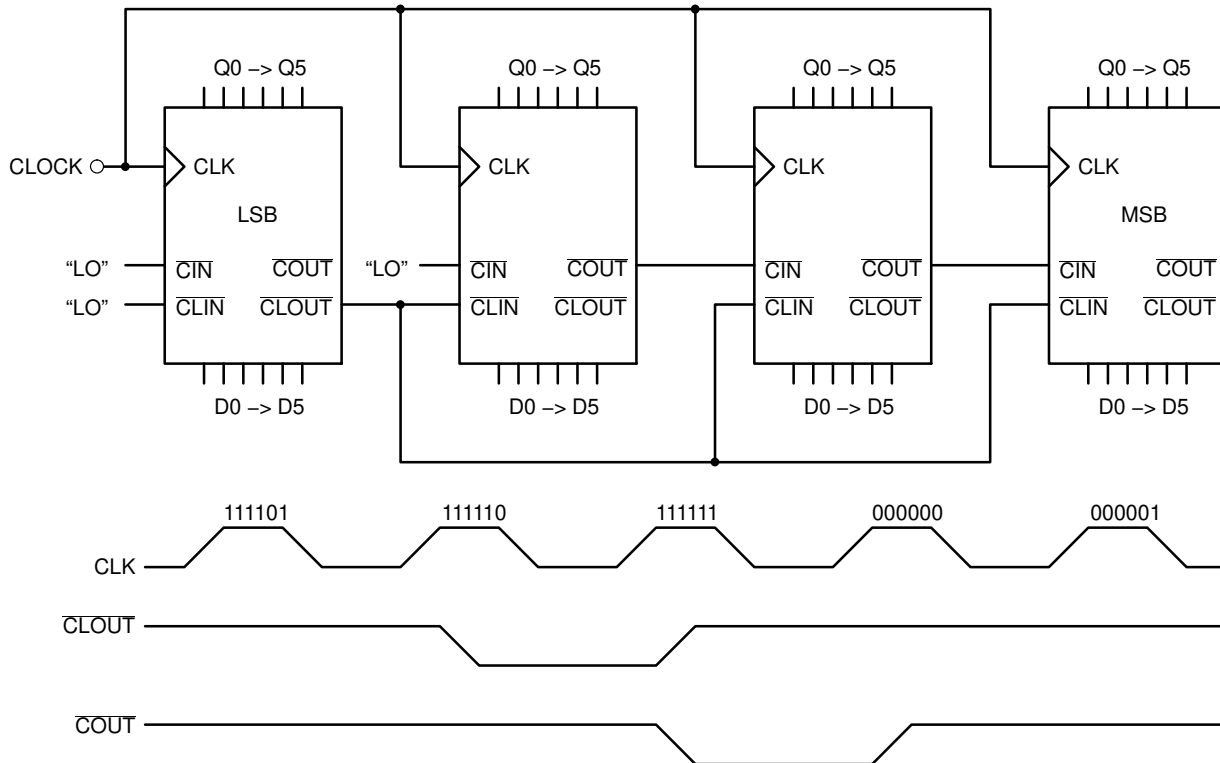 Q0 –> Q5 Q0 –> Q5 Q0 –> Q5 Q0 –> Q5
CLOCK CLK CLK CLK CLK
LSB MSB
“LO” CIN COUT “LO” CIN COUT CIN COUT CIN COUT
“LO” CLIN CLOUT CLIN CLOUT CLIN CLOUT CLIN CLOUT
D0 –> D5 D0 –> D5 D0 –> D5 D0 –> D5
111101 111110 111111 000000 000001
CLK
CLOUT
COUT